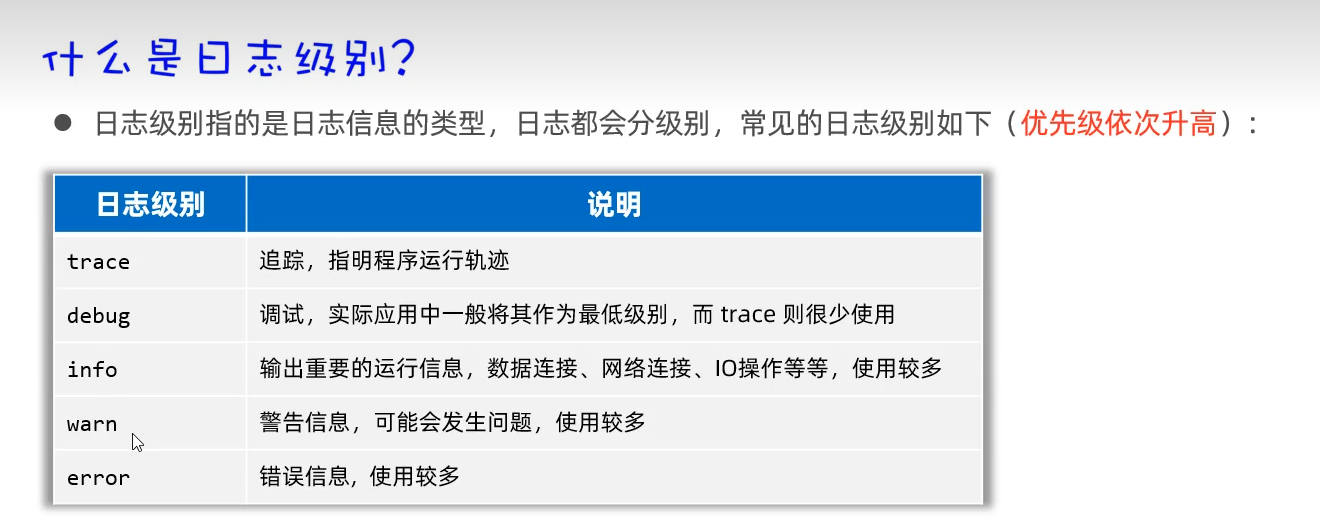 什么是日志级别?
● 日志级别指的是日志信息的类型，日志都会分级别，常见的日志级别如下（优先级依次升高）：
日志级别 说明
trace 追踪，指明程序运行轨迹
debug 调试，实际应用中一般将其作为最低级别，而 trace 则很少使用
info 输出重要的运行信息，数据连接、网络连接、IO操作等等，使用较多
warn 警告信息，可能会发生问题，使用较多
error 错误信息, 使用较多